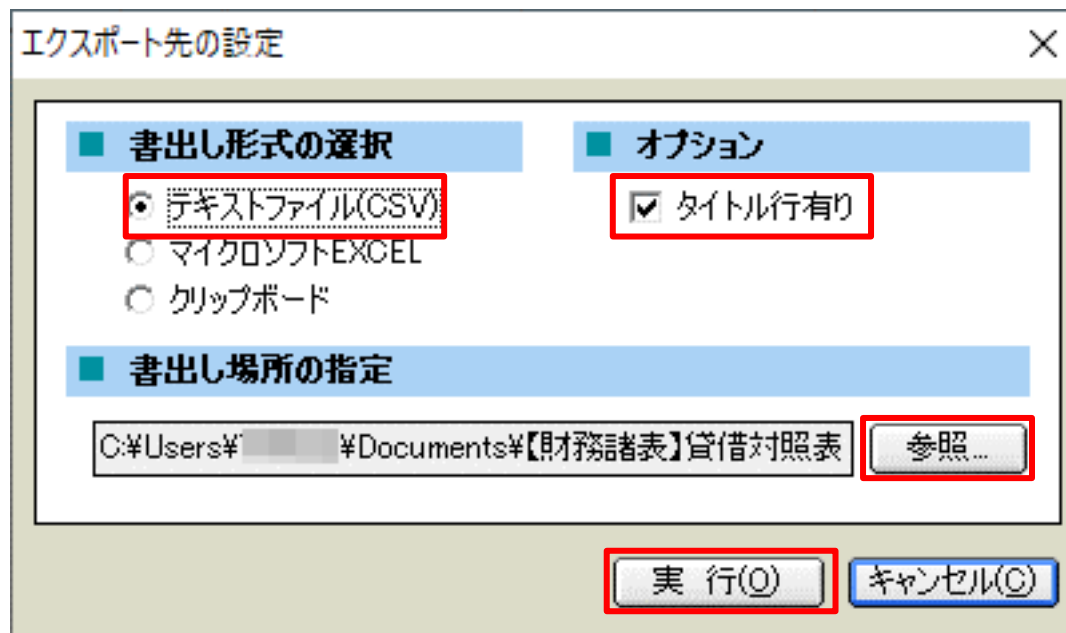 エクスポート先の設定
書出し形式の選択
オプション
テキストファイル(CSV)
タイトル行有り
マイクロソフトEXCEL
クリップボード
書出し場所の指定
C:¥Users¥ ¥Documents¥【財務諸表】貸借対照表
参照...
実 行(O)
キャンセル(C)